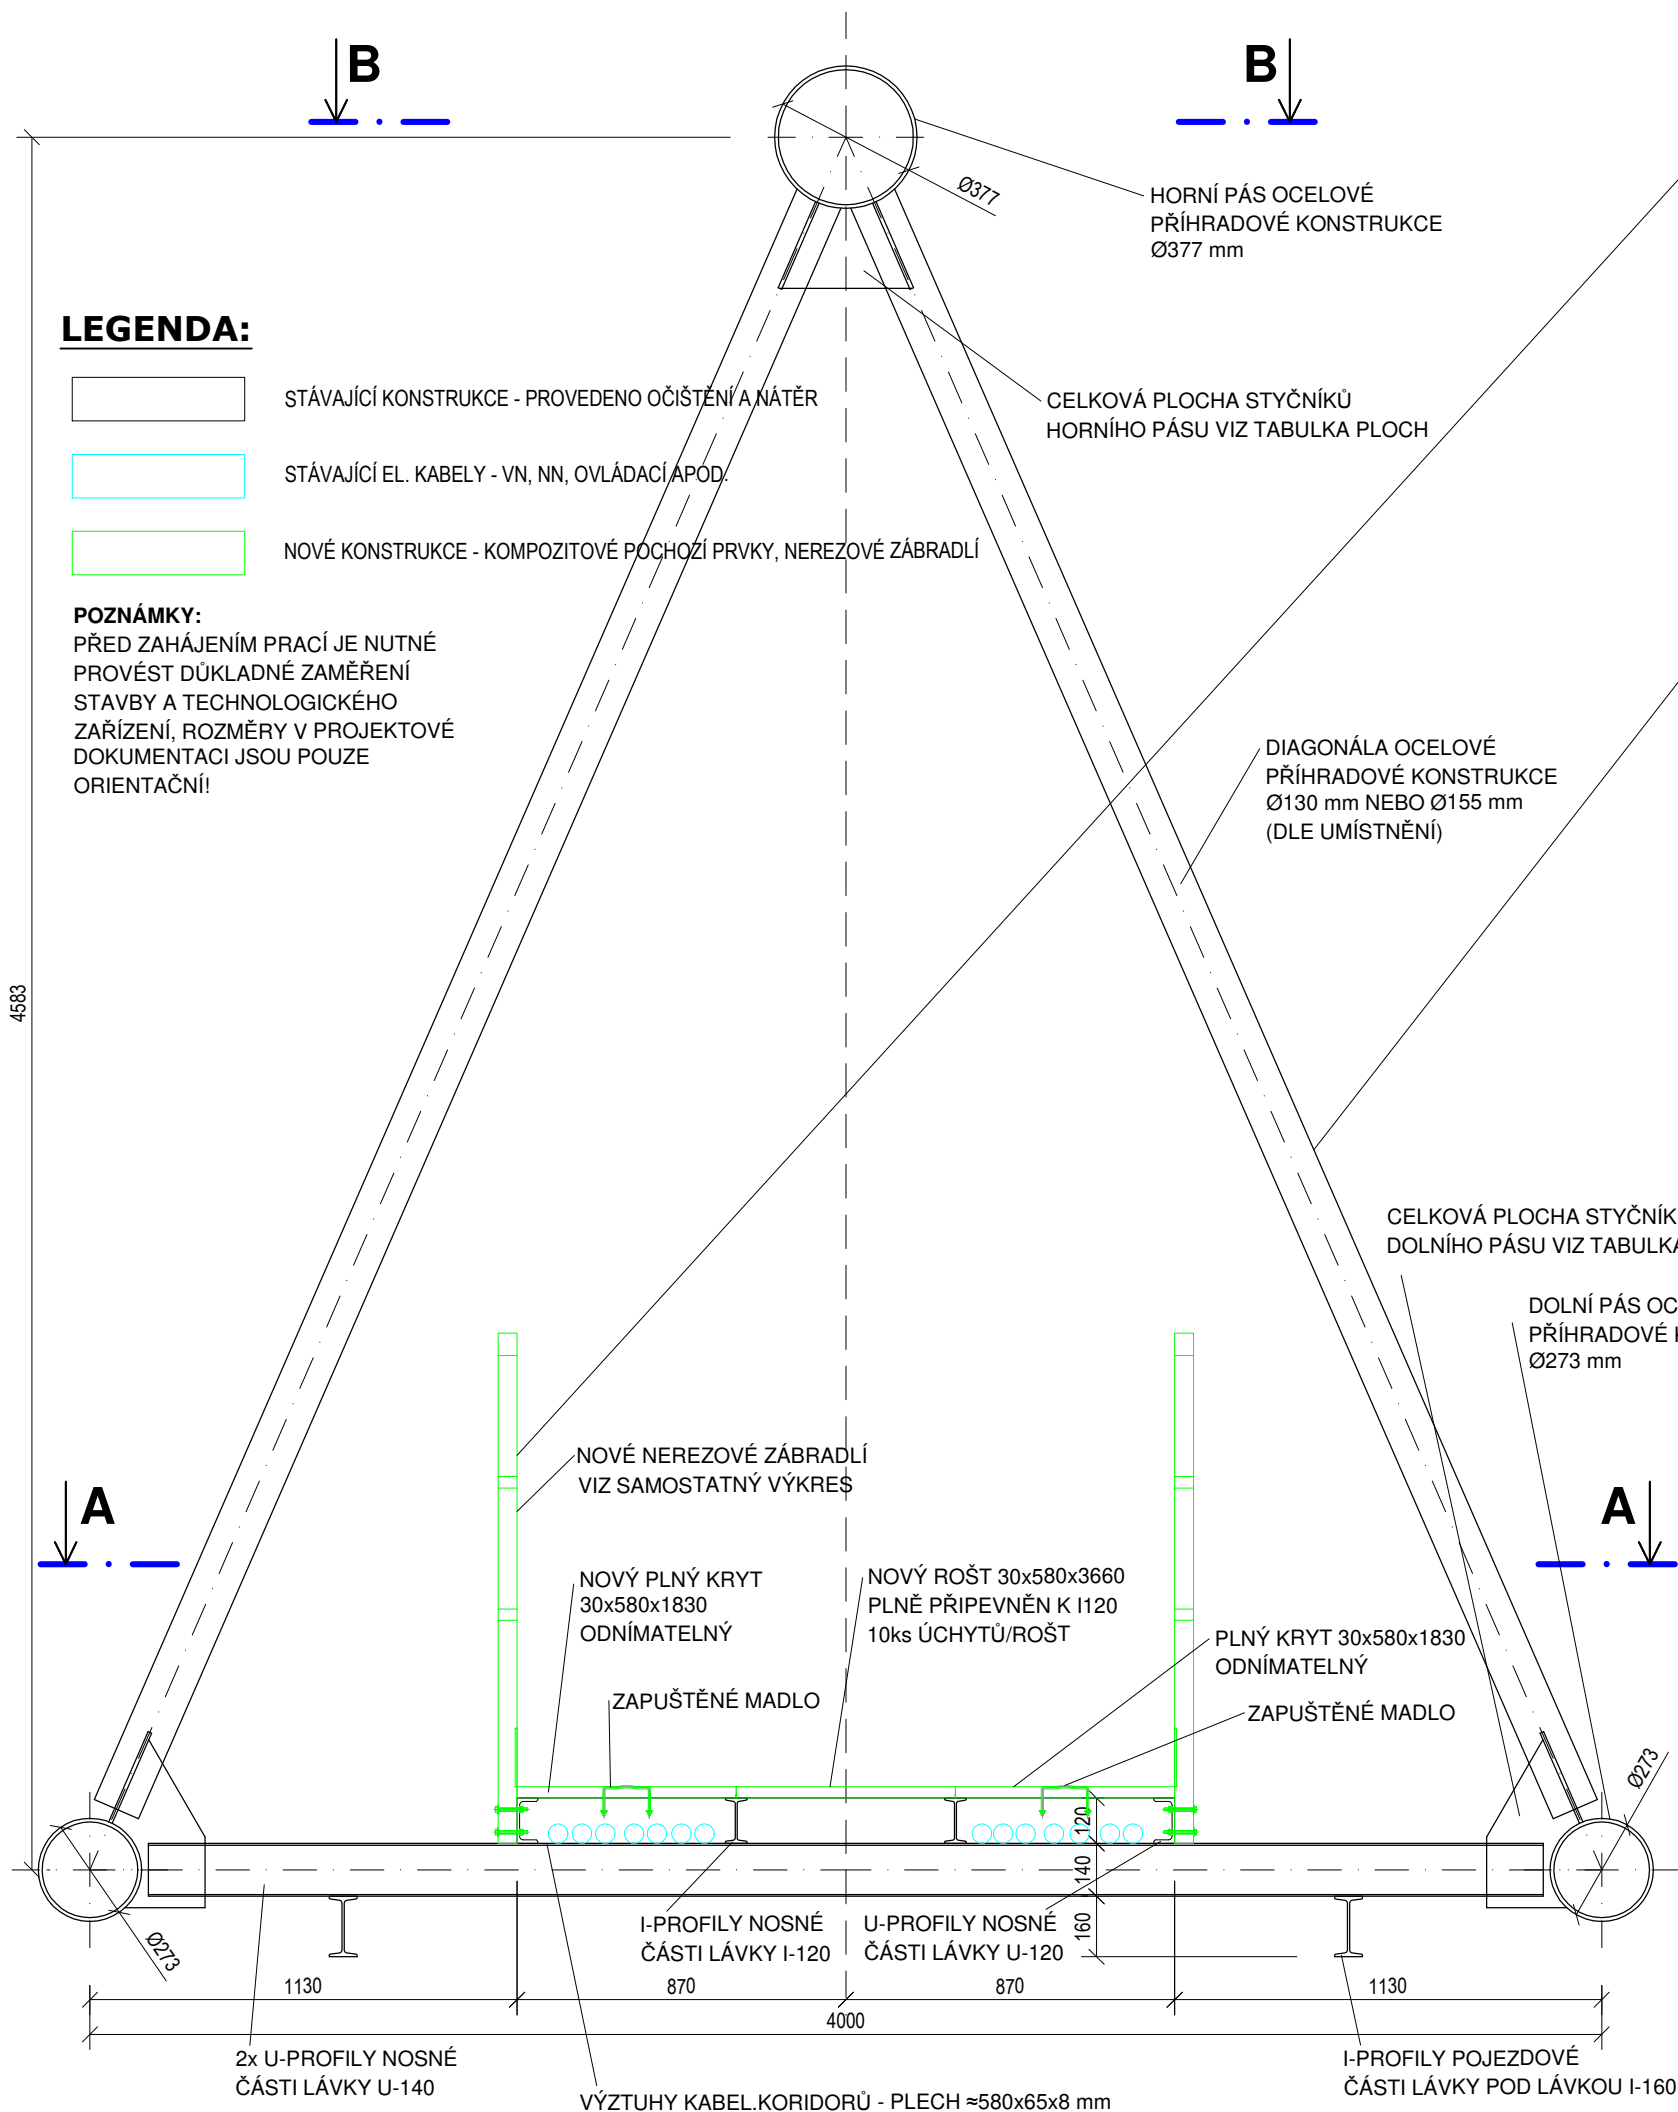 B
B
Ø377
HORNÍ PÁS OCELOVÉ
PŘÍHRADOVÉ KONSTRUKCE
Ø377 mm
LEGENDA:
STÁVAJÍCÍ KONSTRUKCE - PROVEDENO OČIŠTĚNÍ A NÁTĚR
STÁVAJÍCÍ EL. KABELY - VN, NN, OVLÁDACÍ APOD.
NOVÉ KONSTRUKCE - KOMPOZITOVÉ POCHOZÍ PRVKY, NEREZOVÉ ZÁBRADLÍ
CELKOVÁ PLOCHA STYČNÍKŮ
HORNÍHO PÁSU VIZ TABULKA PLOCH
POZNÁMKY:
PŘED ZAHÁJENÍM PRACÍ JE NUTNÉ
PROVÉST DŮKLADNÉ ZAMĚŘENÍ
STAVBY A TECHNOLOGICKÉHO
ZAŘÍZENÍ, ROZMĚRY V PROJEKTOVÉ
DOKUMENTACI JSOU POUZE
ORIENTAČNÍ!
DIAGONÁLA OCELOVÉ
PŘÍHRADOVÉ KONSTRUKCE
Ø130 mm NEBO Ø155 mm
(DLE UMÍSTNĚNÍ)
4583
CELKOVÁ PLOCHA STYČNÍK
DOLNÍHO PÁSU VIZ TABULKA
DOLNÍ PÁS OC
PŘÍHRADOVÉ
Ø273 mm
NOVÉ NEREZOVÉ ZÁBRADLÍ
VIZ SAMOSTATNÝ VÝKRES
A
A
NOVÝ PLNÝ KRYT
30x580x1830
ODNÍMATELNÝ
NOVÝ ROŠT 30x580x3660
PLNĚ PŘIPEVNĚN K I120
10ks ÚCHYTŮ/ROŠT
PLNÝ KRYT 30x580x1830
ODNÍMATELNÝ
ZAPUŠTĚNÉ MADLO
ZAPUŠTĚNÉ MADLO
Ø273
120
140
160
I-PROFILY NOSNÉ
ČÁSTI LÁVKY I-120
U-PROFILY NOSNÉ
ČÁSTI LÁVKY U-120
Ø273
1130
870
870
1130
4000
2x U-PROFILY NOSNÉ
ČÁSTI LÁVKY U-140
VÝZTUHY KABEL.KORIDORŮ - PLECH ≈580x65x8 mm
I-PROFILY POJEZDOVÉ
ČÁSTI LÁVKY POD LÁVKOU I-160